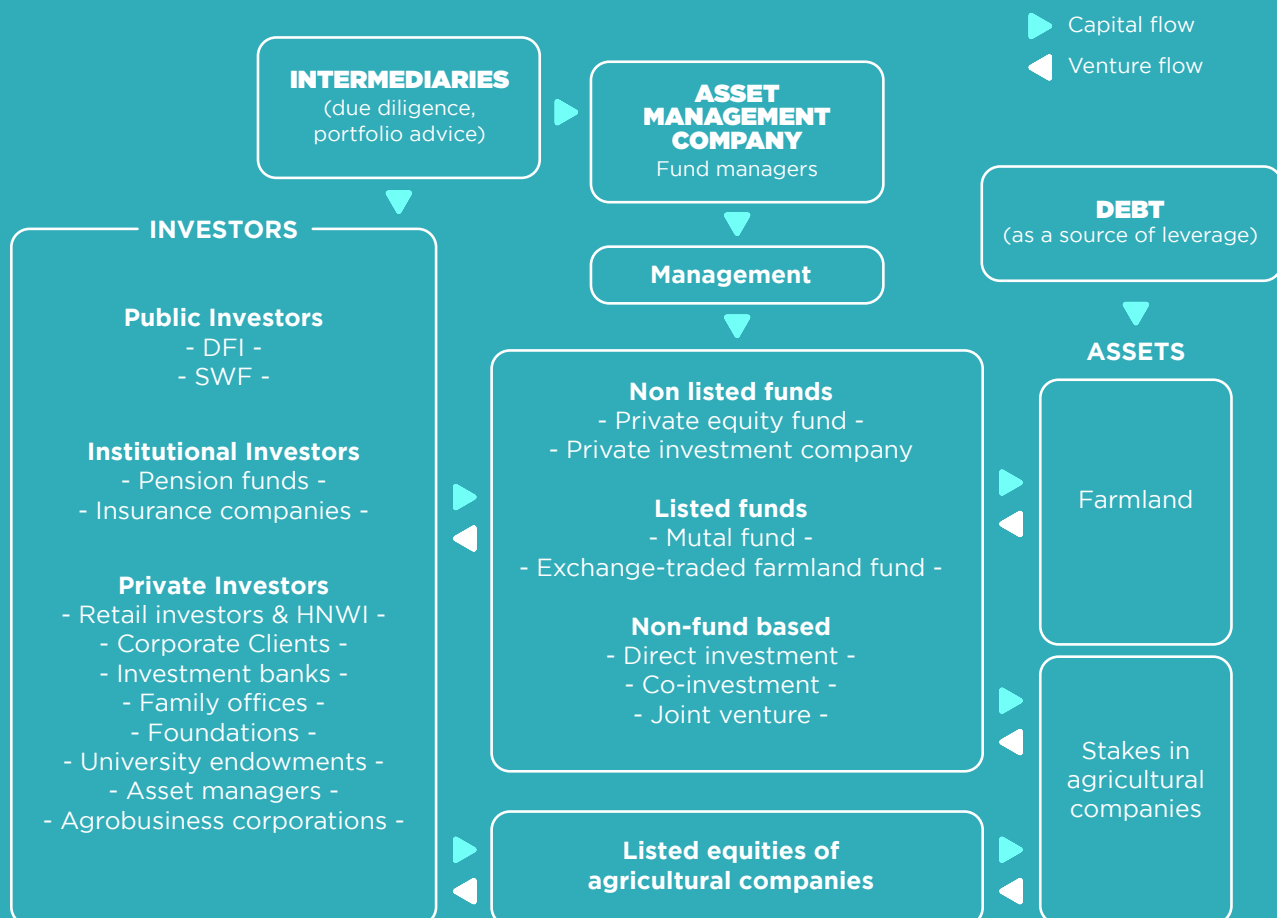 Capital flow
Venture flow
INTERMEDIARIES
(due diligence,
portfolio advice)
ASSET
MANAGEMENT
COMPANY
Fund managers
DEBT
(as a source of leverage)
INVESTORS
Public Investors
- DFI -
- SWF -
Institutional Investors
- Pension funds -
- Insurance companies -
Private Investors
- Retail investors & HNWI -
- Corporate Clients -
- Investment banks -
- Family offices -
- Foundations -
- University endowments -
- Asset managers -
- Agrobusiness corporations -
Management
Non listed funds
- Private equity fund -
- Private investment company
Listed funds
- Mutal fund -
- Exchange-traded farmland fund -
Non-fund based
- Direct investment -
- Co-investment -
- Joint venture -
Listed equities of
agricultural companies
ASSETS
Farmland
Stakes in
agricultural
companies